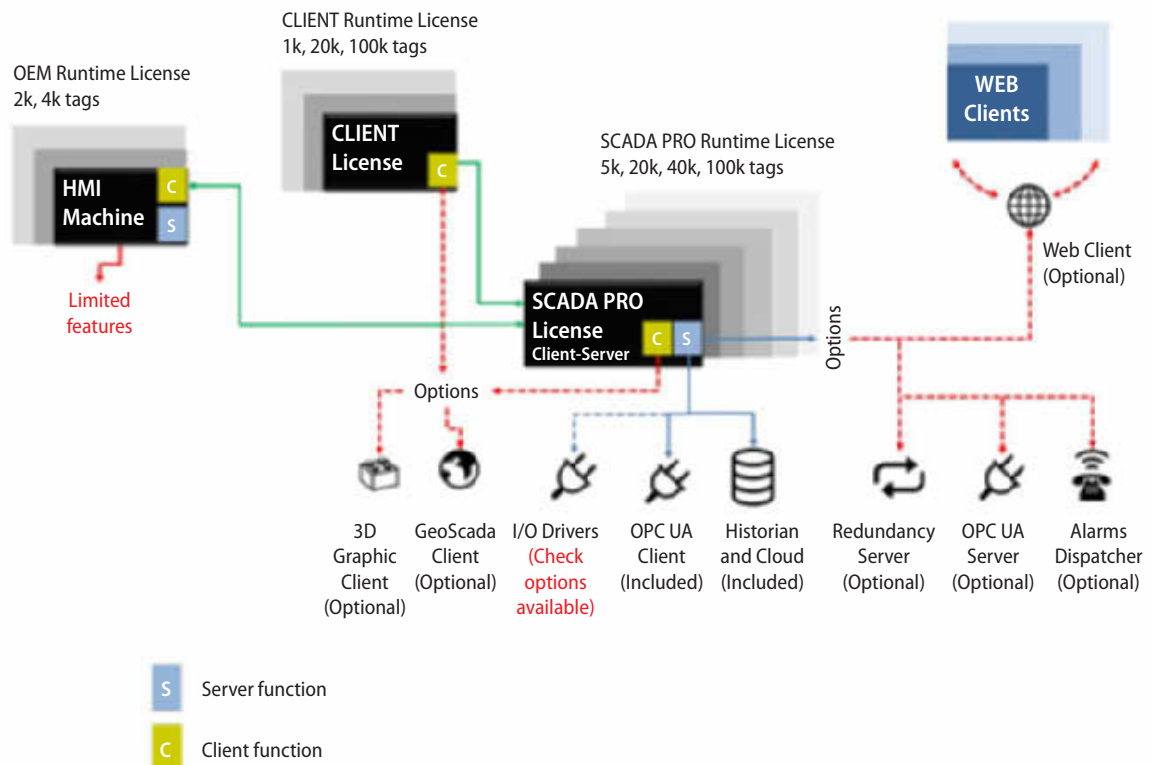 CLIENT Runtime License
1k, 20k, 100k tags
OEM Runtime License
2k, 4k tags
WEB
Clients
CLIENT
License
C
SCADA PRO Runtime License
5k, 20k, 40k, 100k tags
HMI
Machine
C
S
Web Client
(Optional)
Limited
features
SCADA PRO
License
Client-Server
C
S
Options
Options
3D
Graphic
Client
(Optional)
GeoScada
Client
(Optional)
I/O Drivers
(Check
options
available)
OPC UA
Client
(Included)
Historian
and Cloud
(Included)
Redundancy
Server
(Optional)
OPC UA
Server
(Optional)
Alarms
Dispatcher
(Optional)
S
Server function
C
Client function